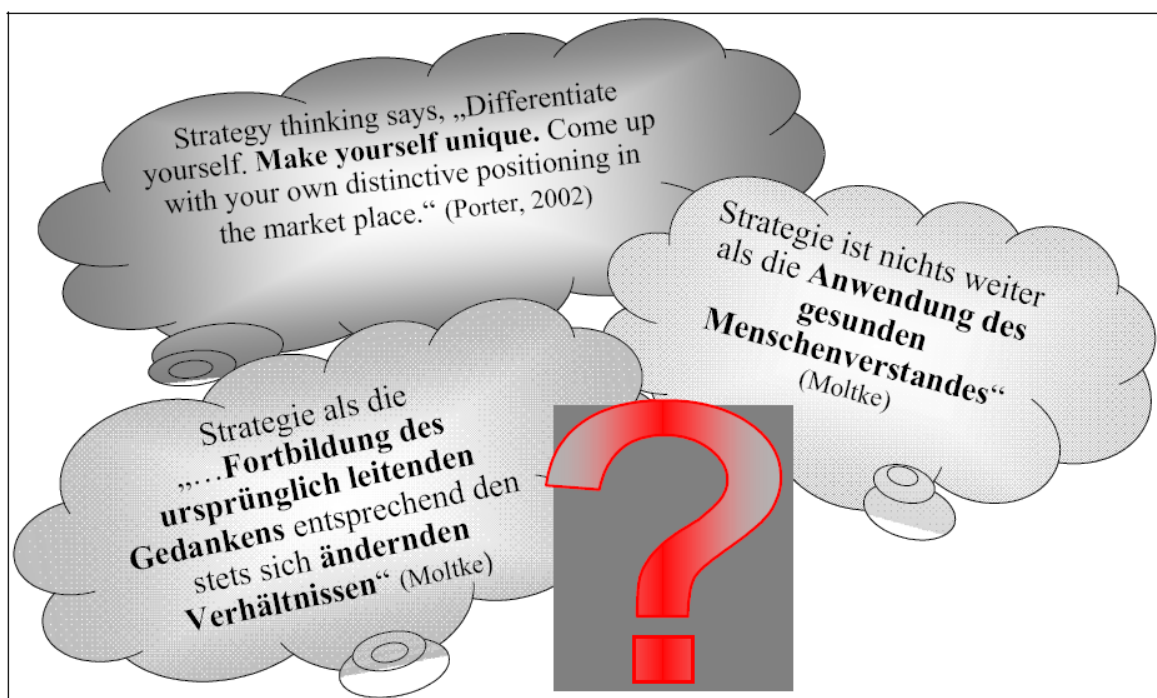 Strategy thinking says, „Differentiate
yourself. Make yourself unique. Come up
with your own distinctive positioning in
the market place.“ (Porter, 2002)
Strategie ist nichts weiter
als die Anwendung des
gesunden
Menschenverstandes“
(Moltke)
Strategie als die
„…Fortbildung des
ursprünglich leitenden
Gedankens entsprechend den
stets sich ändernden
Verhältnissen“ (Moltke)
?